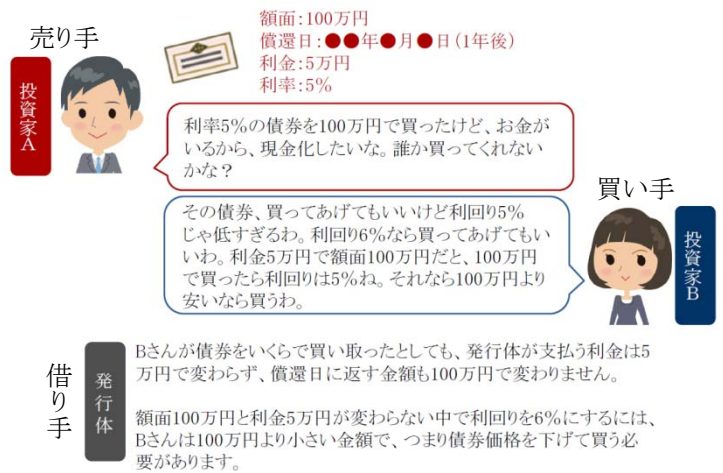 売り手
額面:100万円
償還日:●●年●月●日(1年後)
利金:5万円
利率:5%
投資家A
利率5%の債券を100万円で買ったけど、お金が
いるから、現金化したいな。誰か買ってくれない
かな？
買い手
その債券、買ってあげてもいいけど利回り5%
じゃ低すぎるわ。利回り6%なら買ってあげてもい
いわ。利金5万円で額面100万円だと、100万円
で買ったら利回りは5%ね。それなら100万円より
安いなら買うわ。
投資家B
借り手
発行体
Bさんが債券をいくらで買い取ったとしても、発行体が支払う利金は5
万円で変わらず、償還日に返す金額も100万円で変わりません。
額面100万円と利金5万円が変わらない中で利回りを6%にするには、
Bさんは100万円より小さい金額で、つまり債券価格を下げて買う必
要があります。